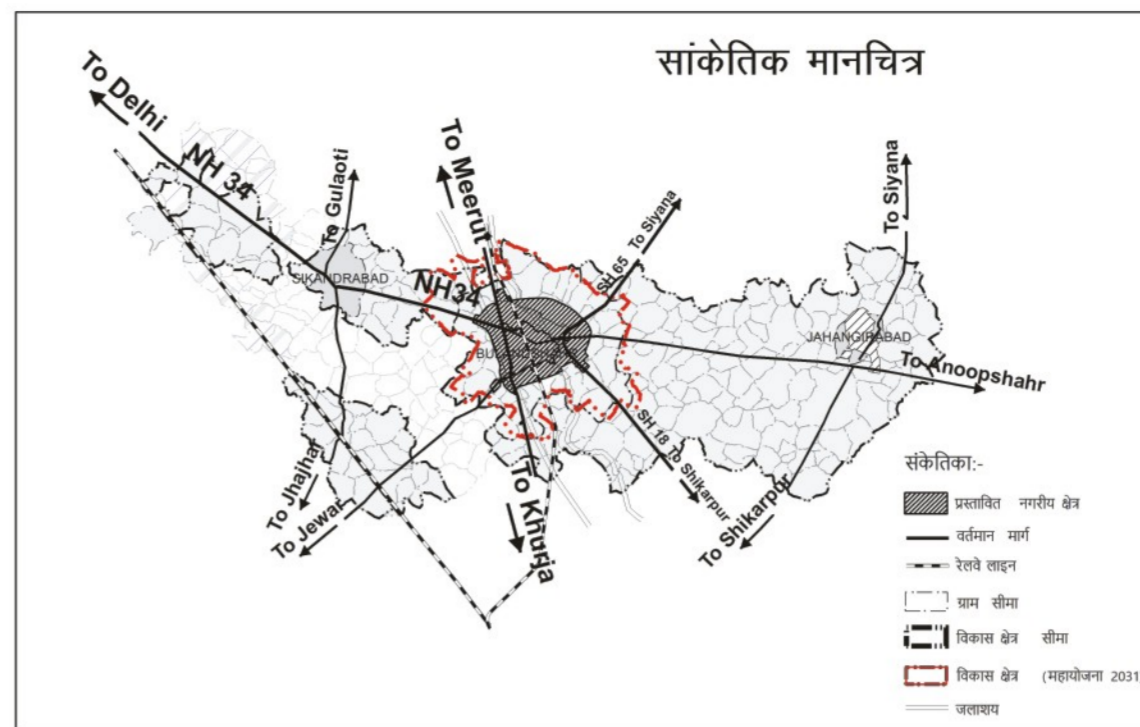 सांकेतिक मानचित्र
To Delhi
NH 34
To Gulaoti
To Meerut
SH 65 To Siyana
To Siyana
SIKANDRABAD
NH34
JAHANGIRABAD
To Anoopshahr
To Jhajhar
To Jewar
To Khurja
SH 18 To Shikarpur
To Shikarpur
संकेतिका:-
प्रस्तावित नगरीय क्षेत्र
वर्तमान मार्ग
रेलवे लाइन
ग्राम सीमा
विकास क्षेत्र सीमा
विकास क्षेत्र (महायोजना 2031
जलाशय